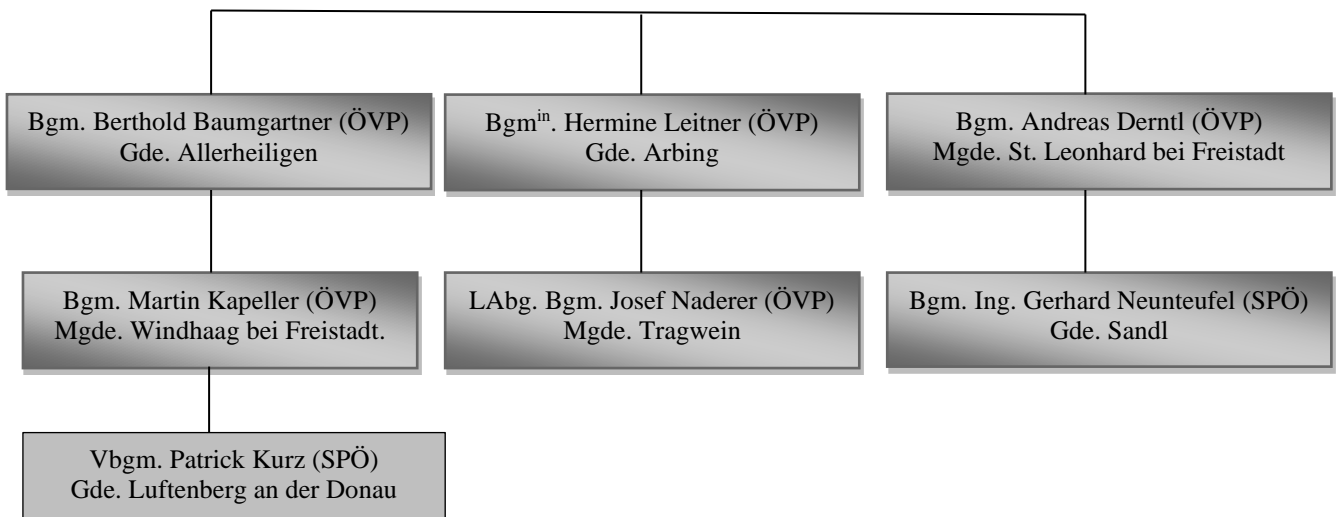 Bgm. Berthold Baumgartner (ÖVP)
Gde. Allerheiligen
Bgmin. Hermine Leitner (ÖVP)
Gde. Arbing
Bgm. Andreas Derntl (ÖVP)
Mgde. St. Leonhard bei Freistadt
Bgm. Martin Kapeller (ÖVP)
Mgde. Windhaag bei Freistadt.
LAbg. Bgm. Josef Naderer (ÖVP)
Mgde. Tragwein
Bgm. Ing. Gerhard Neunteufel (SPÖ)
Gde. Sandl
Vbgm. Patrick Kurz (SPÖ)
Gde. Luftenberg an der Donau